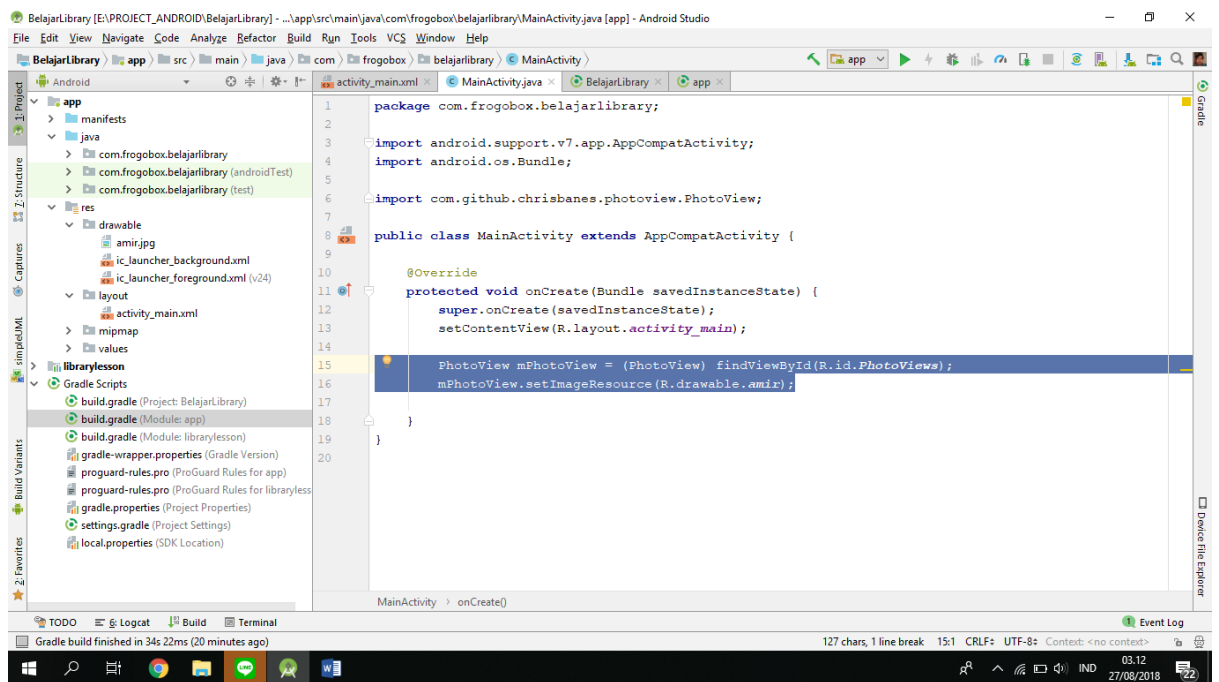 BelajarLibrary [E:\PROJECT_ANDROID\BelajarLibrary] - ...\app\src\main\java\com\frogobox\belajarlibrary\MainActivity.java [app] - Android Studio
File Edit View Navigate Code Analyze Refactor Build Run Tools VCS Window Help
BelajarLibrary app src main java com frogobox belajarlibrary MainActivity app
1: Project
Z: Structure
Captures
simpleUML
Build Variants
2: Favorites
Android
app
manifests
java
com.frogobox.belajarlibrary
com.frogobox.belajarlibrary (androidTest)
com.frogobox.belajarlibrary (test)
res
drawable
amir.jpg
ic_launcher_background.xml
ic_launcher_foreground.xml (v24)
layout
activity_main.xml
mipmap
values
librarylesson
Gradle Scripts
build.gradle (Project: BelajarLibrary)
build.gradle (Module: app)
build.gradle (Module: librarylesson)
gradle-wrapper.properties (Gradle Version)
proguard-rules.pro (ProGuard Rules for app)
proguard-rules.pro (ProGuard Rules for libraryless
gradle.properties (Project Properties)
settings.gradle (Project Settings)
local.properties (SDK Location)
activity_main.xml MainActivity.java BelajarLibrary app
1 package com.frogobox.belajarlibrary;
2
3 import android.support.v7.app.AppCompatActivity;
4 import android.os.Bundle;
5
6 import com.github.chrisbanes.photoview.PhotoView;
7
8 public class MainActivity extends AppCompatActivity {
9
10 @Override
11 protected void onCreate(Bundle savedInstanceState) {
12 super.onCreate(savedInstanceState);
13 setContentView(R.layout.activity_main);
14
15 PhotoView mPhotoView = (PhotoView) findViewById(R.id.PhotoViews);
16 mPhotoView.setImageResource(R.drawable.amir);
17
18 }
19 }
20
MainActivity > onCreate()
Gradle
Device File Explorer
TODO 6: Logcat Build Terminal 1 Event Log
Gradle build finished in 34s 22ms (20 minutes ago) 127 chars, 1 line break 15:1 CRLF UTF-8 Context: <no context>
LINE W IND 03.12
27/08/2018 22